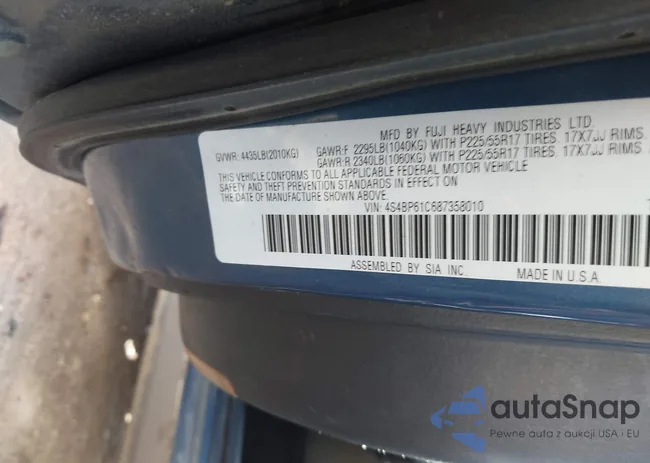 MFD BY FUJI HEAVY INDUSTRIES LTD.
GVWR: 4435LB(2010KG) GAWR:F 2295LB(1040KG) WITH P225/55R17 TIRES, 17X7JJ RIMS,
GAWR:R 2340LB(1060KG) WITH P225/55R17 TIRES, 17X7JJ RIMS,
THIS VEHICLE CONFORMS TO ALL APPLICABLE FEDERAL MOTOR VEHICLE
SAFETY AND THEFT PREVENTION STANDARDS IN EFFECT ON
THE DATE OF MANUFACTURE SHOWN ABOVE.
VIN: 4S4BP61C687358010
ASSEMBLED BY SIA INC. MADE IN U.S.A
autaSnap
Pewne auta z aukcji USA i EU